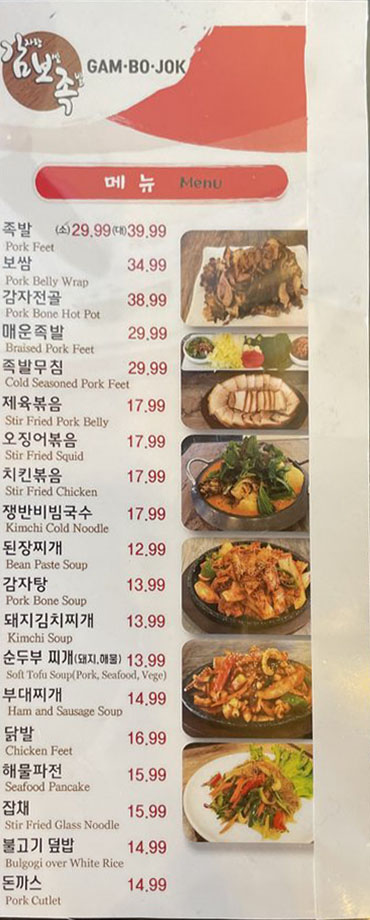 감자탕
보쌈
족발
GAM·BO·JOK
메뉴 Menu
족발 (소)29,99(대)39,99
Pork Feet
보쌈 34,99
Pork Belly Wrap
감자전골 38,99
Pork Bone Hot Pot
매운족발 29,99
Braised Pork Feet
족발무침 29,99
Cold Seasoned Pork Feet
제육볶음 17,99
Stir Fried Pork Belly
오징어볶음 17,99
Stir Fried Squid
치킨볶음 17,99
Stir Fried Chicken
쟁반비빔국수 17,99
Kimchi Cold Noodle
된장찌개 12,99
Bean Paste Soup
감자탕 13,99
Pork Bone Soup
돼지김치찌개 13,99
Kimchi Soup
순두부 찌개(돼지,해물) 13,99
Soft Tofu Soup(Pork, Seafood, Vege)
부대찌개 14,99
Ham and Sausage Soup
닭발 16,99
Chicken Feet
해물파전 15,99
Seafood Pancake
잡채 15,99
Stir Fried Glass Noodle
불고기 덮밥 14,99
Bulgogi over White Rice
돈까스 14,99
Pork Cutlet